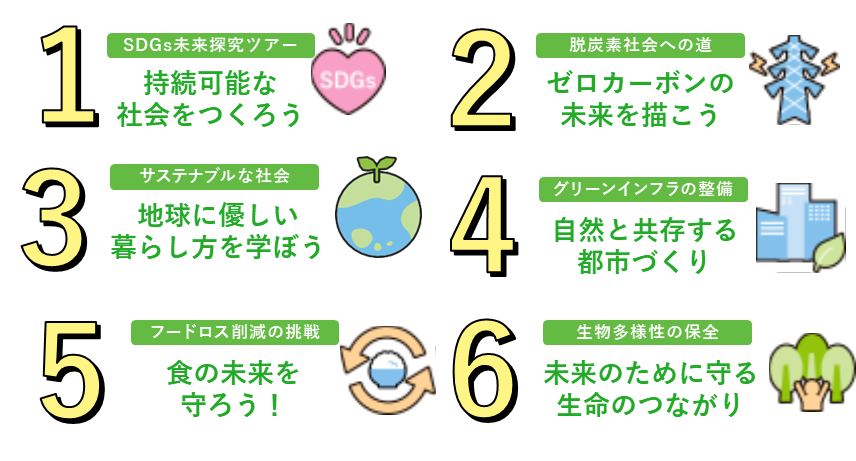 1
SDGs未来探究ツアー
持続可能な
社会をつくろう
SDGs
2
脱炭素社会への道
ゼロカーボンの
未来を描こう
3
サステナブルな社会
地球に優しい
暮らし方を学ぼう
4
グリーンインフラの整備
自然と共存する
都市づくり
5
フードロス削減の挑戦
食の未来を
守ろう！
6
生物多様性の保全
未来のために守る
生命のつながり